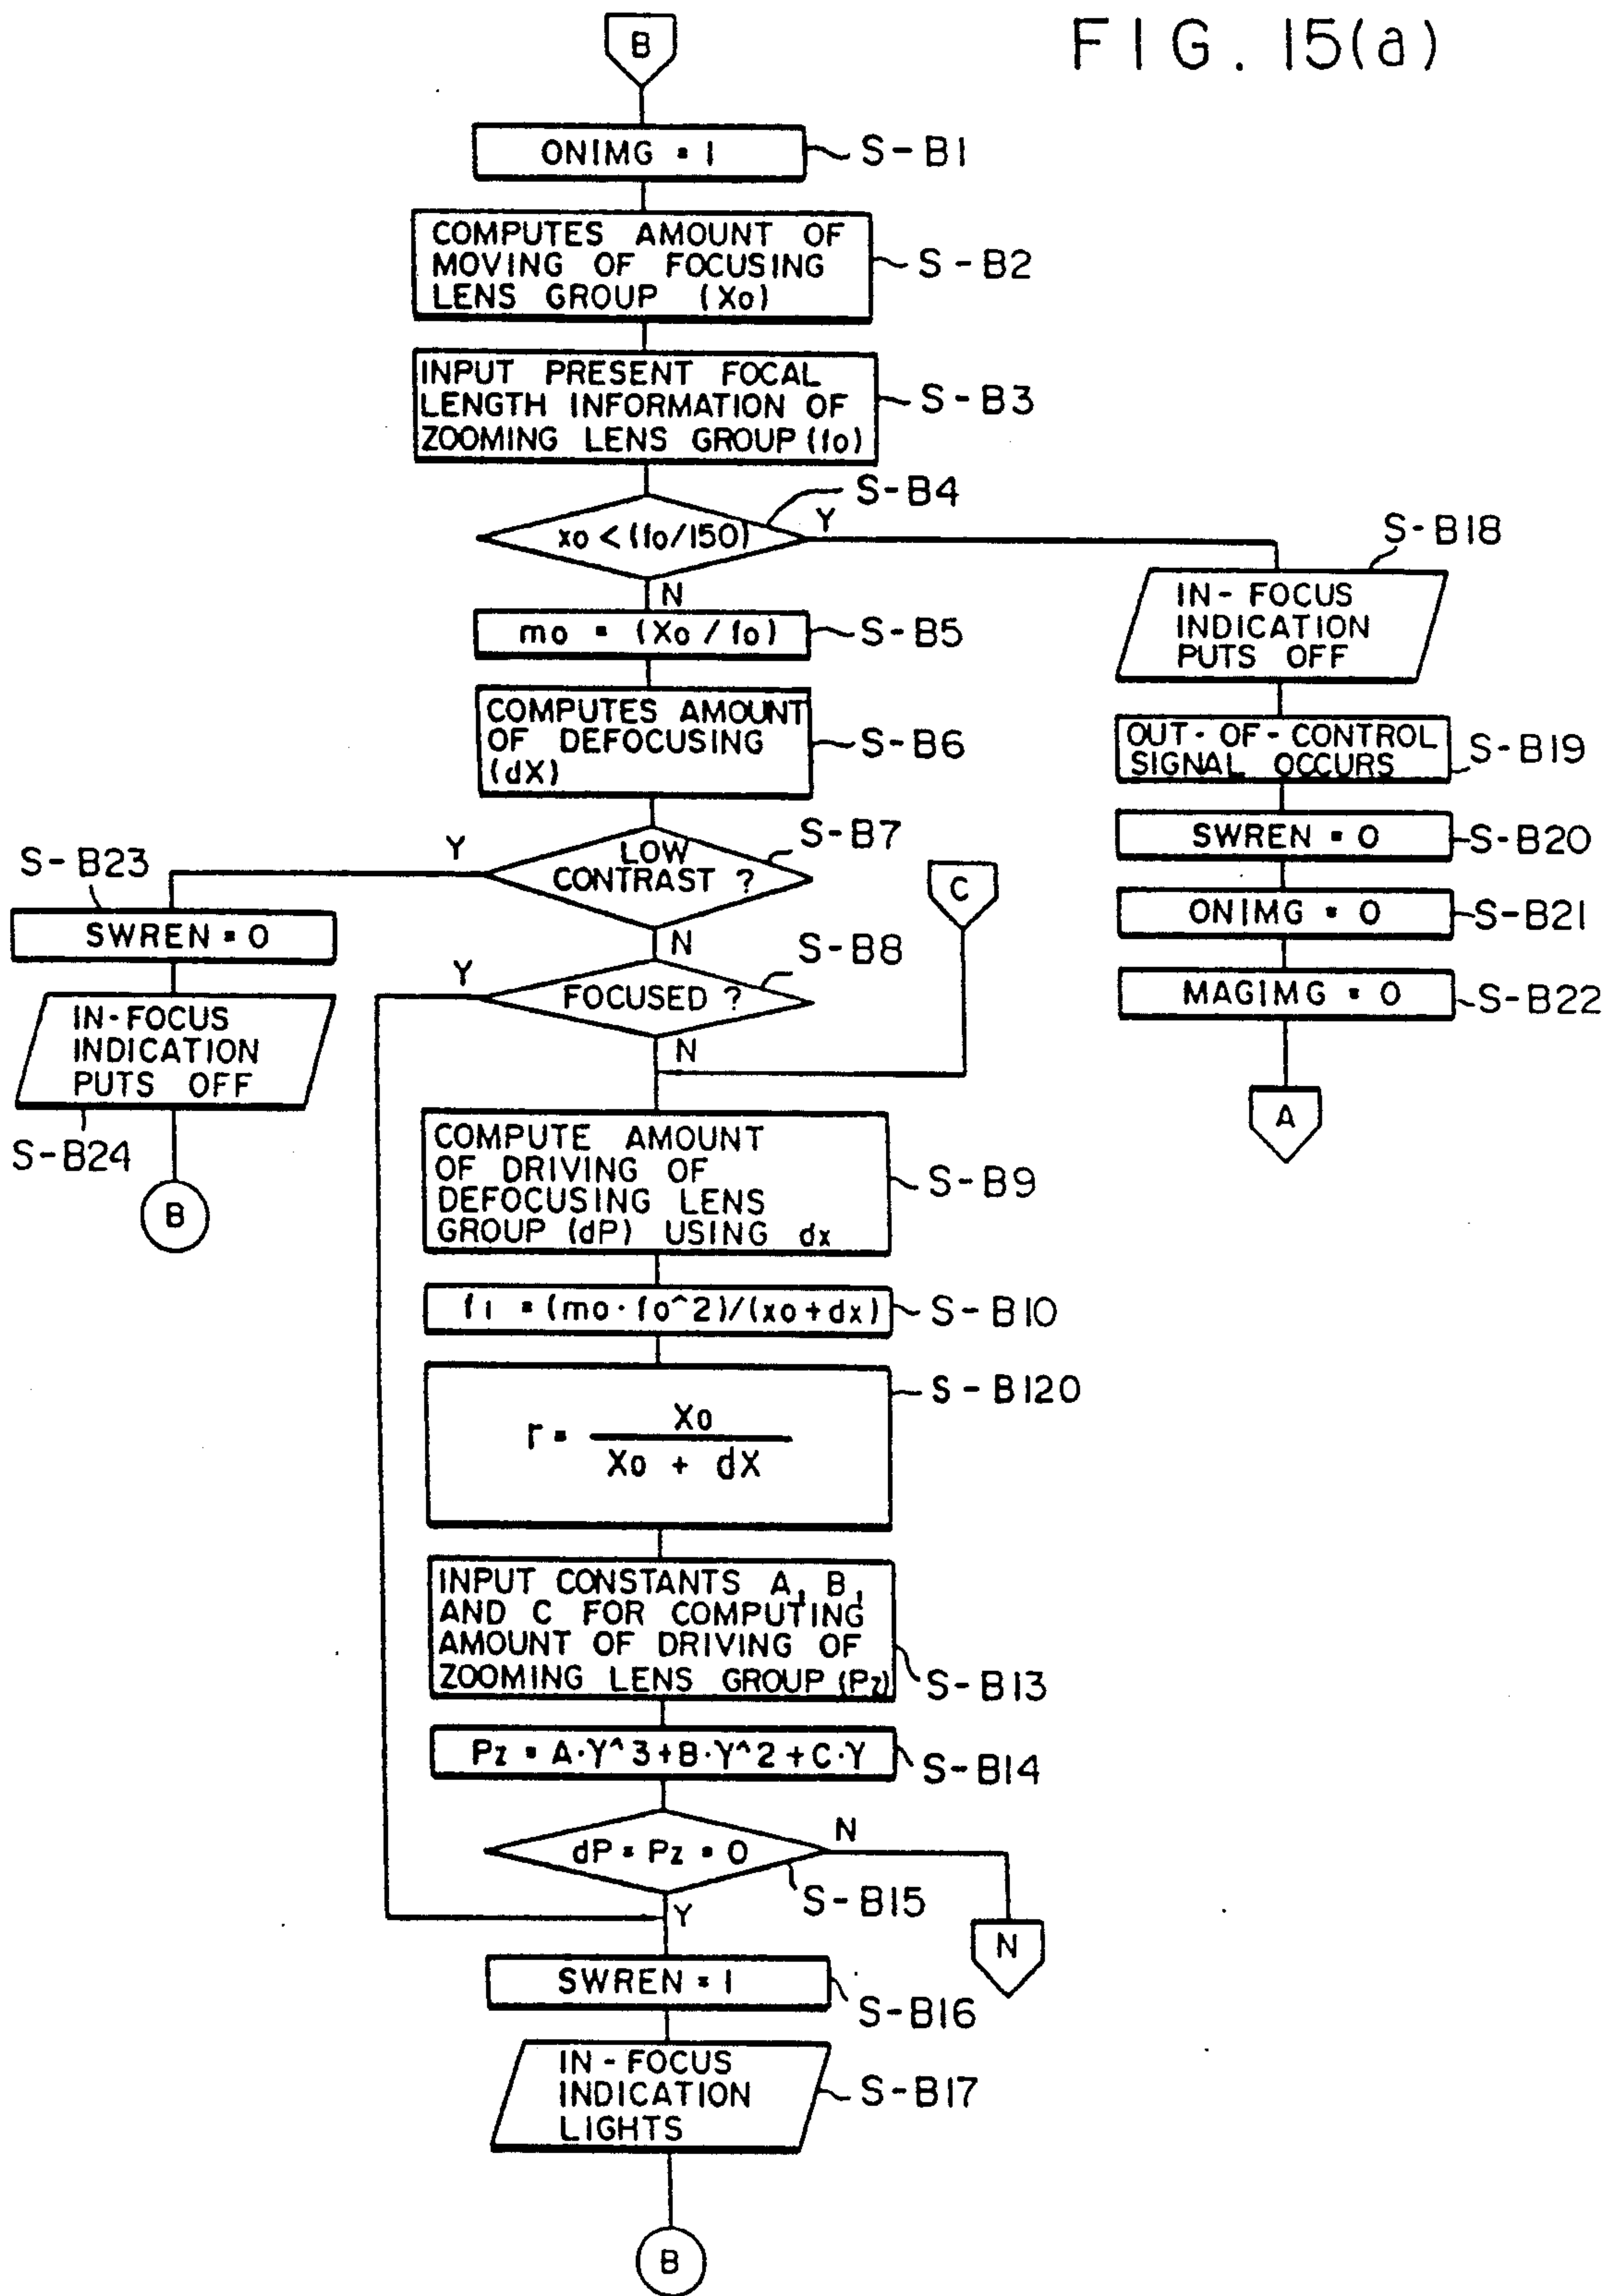 FIG. 15(a)
B
ONIMG = 1
S-B1
COMPUTES AMOUNT OF
MOVING OF FOCUSING
LENS GROUP (Xo)
S-B2
INPUT PRESENT FOCAL
LENGTH INFORMATION OF
ZOOMING LENS GROUP (fo)
S-B3
S-B4
xo < (fo/150)
Y
N
mo = (Xo / fo)
S-B5
COMPUTES AMOUNT
OF DEFOCUSING
(dX)
S-B6
S-B7
LOW
CONTRAST ?
Y
N
S-B8
FOCUSED ?
Y
N
C
S-B18
IN-FOCUS
INDICATION
PUTS OFF
OUT-OF-CONTROL
SIGNAL OCCURS
S-B19
SWREN = 0
S-B20
ONIMG = 0
S-B21
MAGIMG = 0
S-B22
A
S-B23
SWREN = 0
IN-FOCUS
INDICATION
PUTS OFF
S-B24
B
COMPUTE AMOUNT
OF DRIVING OF
DEFOCUSING LENS
GROUP (dP) USING dx
S-B9
f1 = (mo·fo^2)/(xo+dx)
S-B10
r = Xo
Xo + dX
S-B120
INPUT CONSTANTS A, B,
AND C FOR COMPUTING
AMOUNT OF DRIVING OF
ZOOMING LENS GROUP (Pz)
S-B13
Pz = A·Y^3+B·Y^2+C·Y
S-B14
dP = Pz = 0
N
S-B15
Y
N
SWREN = 1
S-B16
IN-FOCUS
INDICATION
LIGHTS
S-B17
B